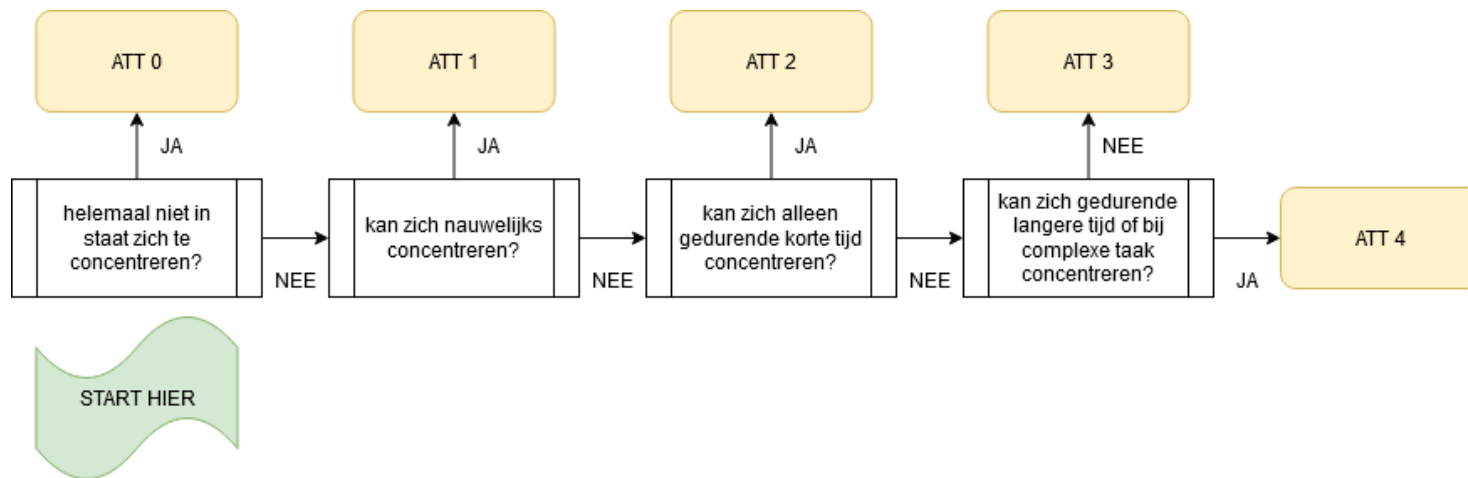 ATT 0
ATT 1
ATT 2
ATT 3
JA
JA
JA
NEE
helemaal niet in
staat zich te
concentreren?
NEE
kan zich nauwelijks
concentreren?
NEE
kan zich alleen
gedurende korte tijd
concentreren?
NEE
kan zich gedurende
langere tijd of bij
complexe taak
concentreren?
JA
ATT 4
START HIER